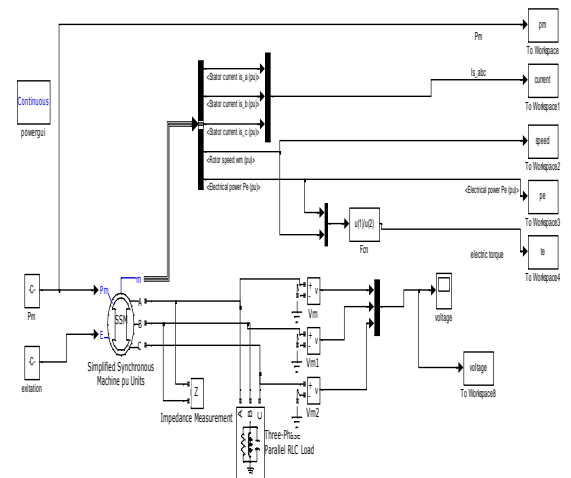 pm
Pm
To Workspace
<Stator current is_a (pu)>
Is_abc
current
To Workspace1
Continuous
powergui
<Stator current is_b (pu)>
<Stator current is_c (pu)>
speed
To Workspace2
<Rotor speed wm (pu)>
<Electrical power Pe (pu)>
<Electrical power Pe (pu)>
pe
To Workspace3
u(1)/u(2)
Fcn
electric torque
te
To Workspace4
-C-
Pm
Pm
m
A
SSM
B
E
C
Simplified Synchronous
Machine pu Units
-C-
exitation
+
-
v
Vm
+
-
v
Vm1
+
-
v
Vm2
voltage
voltage
To Workspace8
Z
Impedance Measurement
A
B
C
Three-Phase
Parallel RLC Load